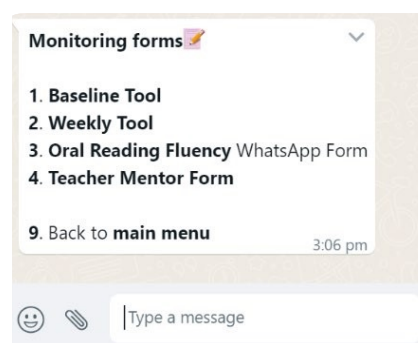 Monitoring forms📝
1. Baseline Tool
2. Weekly Tool
3. Oral Reading Fluency WhatsApp Form
4. Teacher Mentor Form
9. Back to main menu
3:06 pm
Type a message